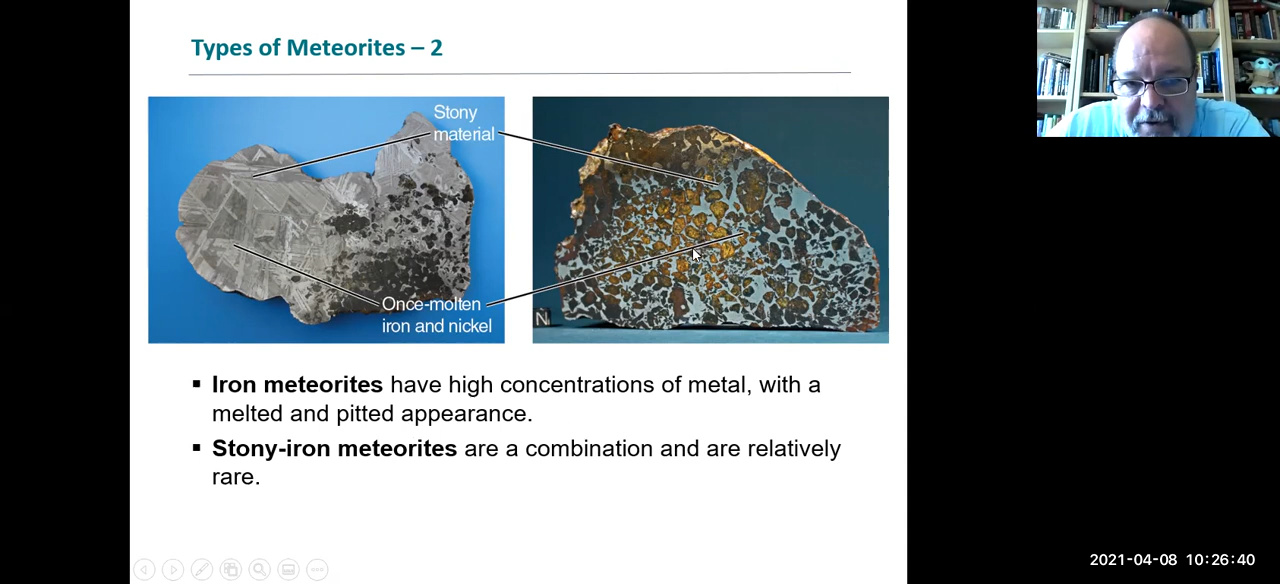 Types of Meteorites – 2
Stony
material
Once-molten
iron and nickel
N
▪ Iron meteorites have high concentrations of metal, with a
melted and pitted appearance.
▪ Stony-iron meteorites are a combination and are relatively
rare.
2021-04-08 10:26:40